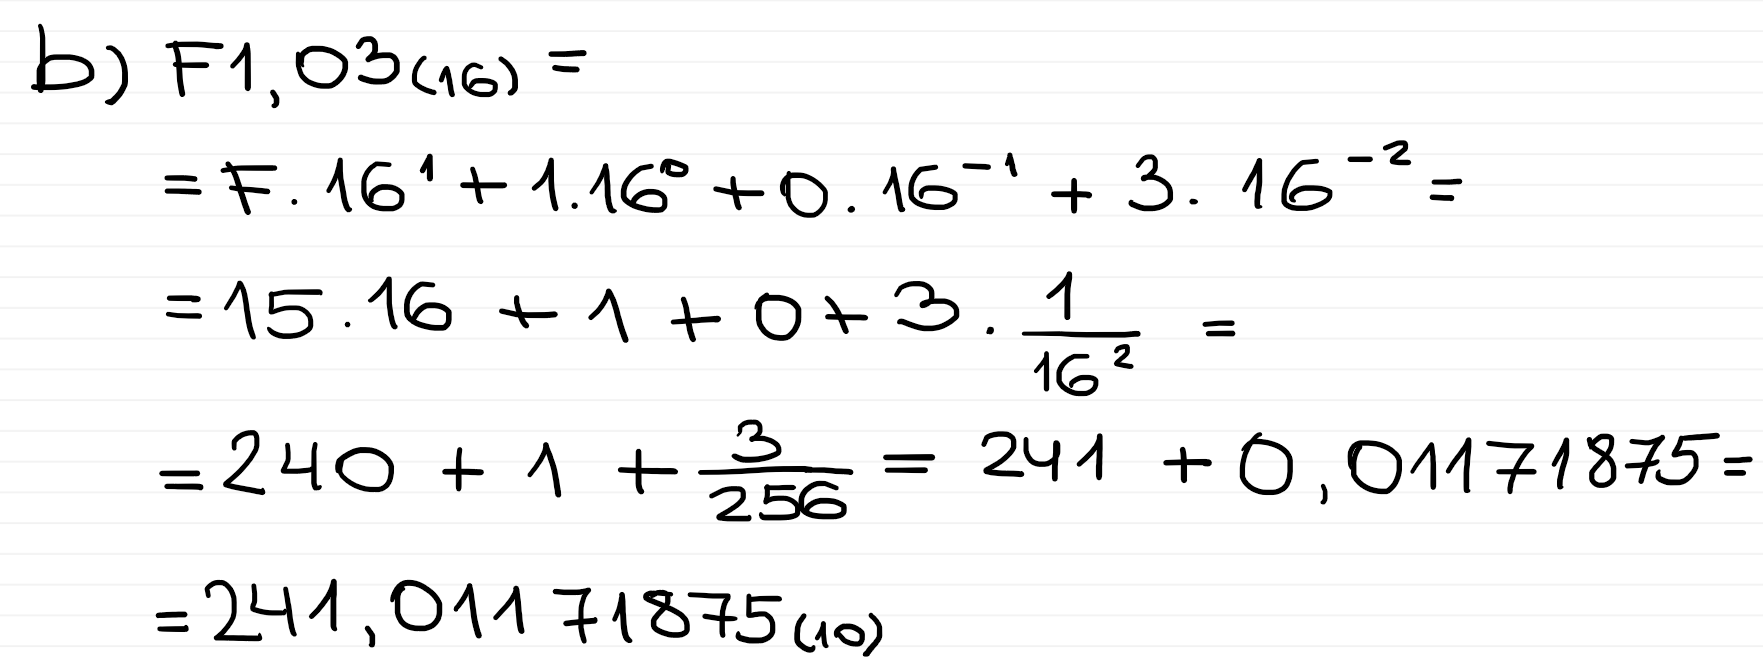 b) F1,03₍₁₆₎ =
= F · 16¹ + 1 · 16⁰ + 0 · 16⁻¹ + 3 · 16⁻² =
= 15 · 16 + 1 + 0 + 3 · 1/16² =
= 240 + 1 + 3/256 = 241 + 0,01171875 =
= 241,01171875₍₁₀₎